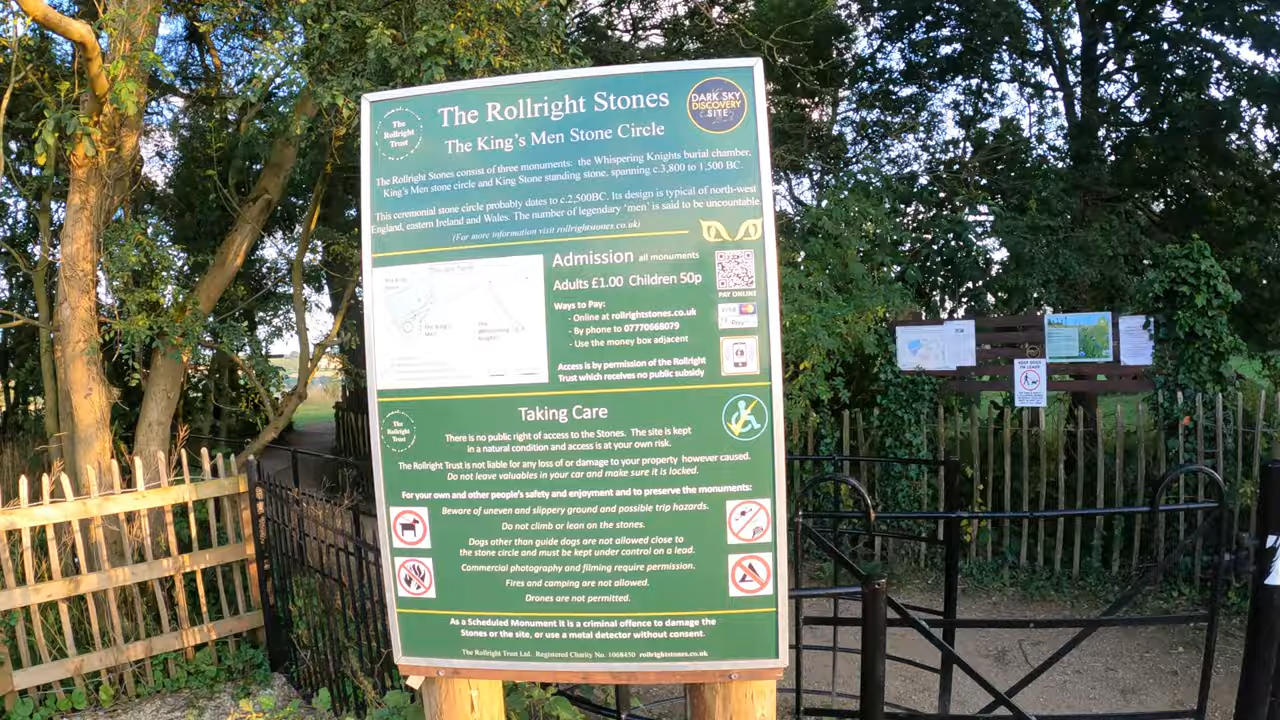 The Rollright Trust
The Rollright Stones
The King's Men Stone Circle
DARK SKY
DISCOVERY
SITE
The Rollright Stones consist of three monuments: the Whispering Knights burial chamber,
King's Men stone circle and King Stone standing stone, spanning c.3,800 to 1,500 BC.
This ceremonial stone circle probably dates to c.2,500BC. Its design is typical of north-west
England, eastern Ireland and Wales. The number of legendary 'men' is said to be uncountable
(For more information visit rollrightstones.co.uk)
Admission all monuments
Adults £1.00 Children 50p
PAY ONLINE
Ways to Pay:
- Online at rollrightstones.co.uk
- By phone to 07770668079
- Use the money box adjacent
VISA
Pay
Access is by permission of the Rollright
Trust which receives no public subsidy
The Rollright Trust
Taking Care
There is no public right of access to the Stones. The site is kept
in a natural condition and access is at your own risk.
The Rollright Trust is not liable for any loss of or damage to your property however caused.
Do not leave valuables in your car and make sure it is locked.
For your own and other people's safety and enjoyment and to preserve the monuments:
Beware of uneven and slippery ground and possible trip hazards.
Do not climb or lean on the stones.
Dogs other than guide dogs are not allowed close to
the stone circle and must be kept under control on a lead.
Commercial photography and filming require permission.
Fires and camping are not allowed.
Drones are not permitted.
As a Scheduled Monument it is a criminal offence to damage the
Stones or the site, or use a metal detector without consent.
The Rollright Trust Ltd. Registered Charity No. 1068450 rollrightstones.co.uk